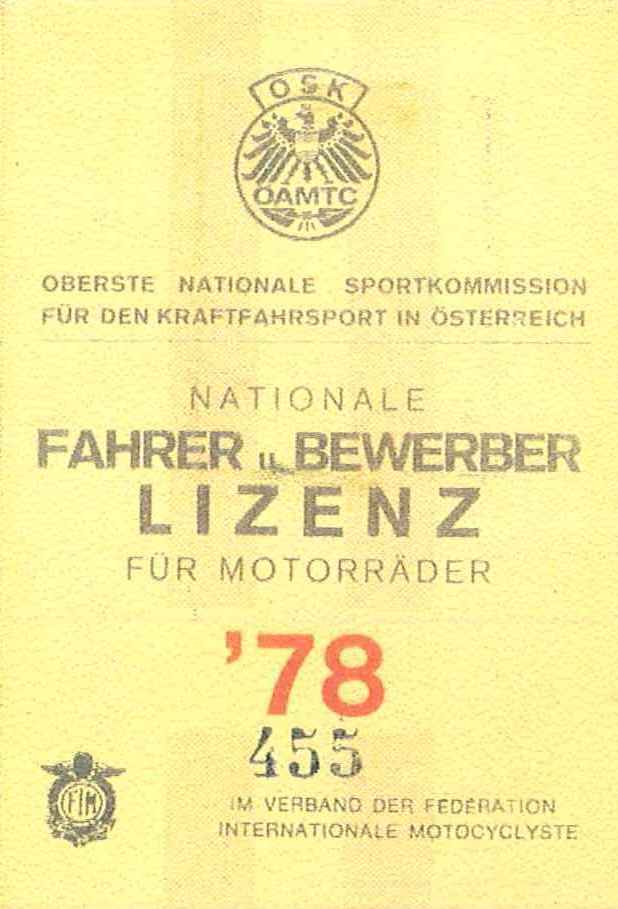 OSK
ÖAMTC
OBERSTE NATIONALE SPORTKOMMISSION
FÜR DEN KRAFTFAHRSPORT IN ÖSTERREICH
NATIONALE
FAHRER u. BEWERBER
LIZENZ
FÜR MOTORRÄDER
'78
455
FIM
IM VERBAND DER FEDERATION
INTERNATIONALE MOTOCYCLYSTE